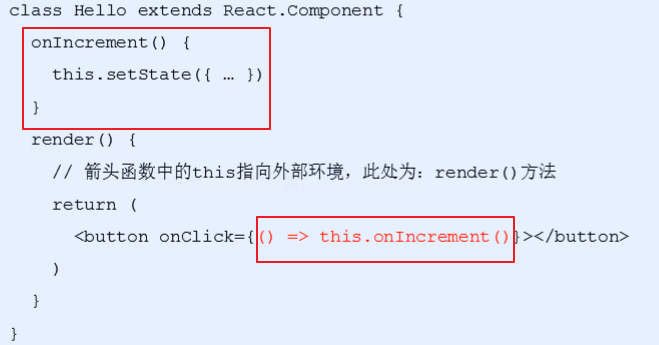 class Hello extends React.Component {
onIncrement() {
this.setState({ … })
}
render() {
// 箭头函数中的this指向外部环境，此处为：render()方法
return (
<button onClick={() => this.onIncrement()}></button>
)
}
}